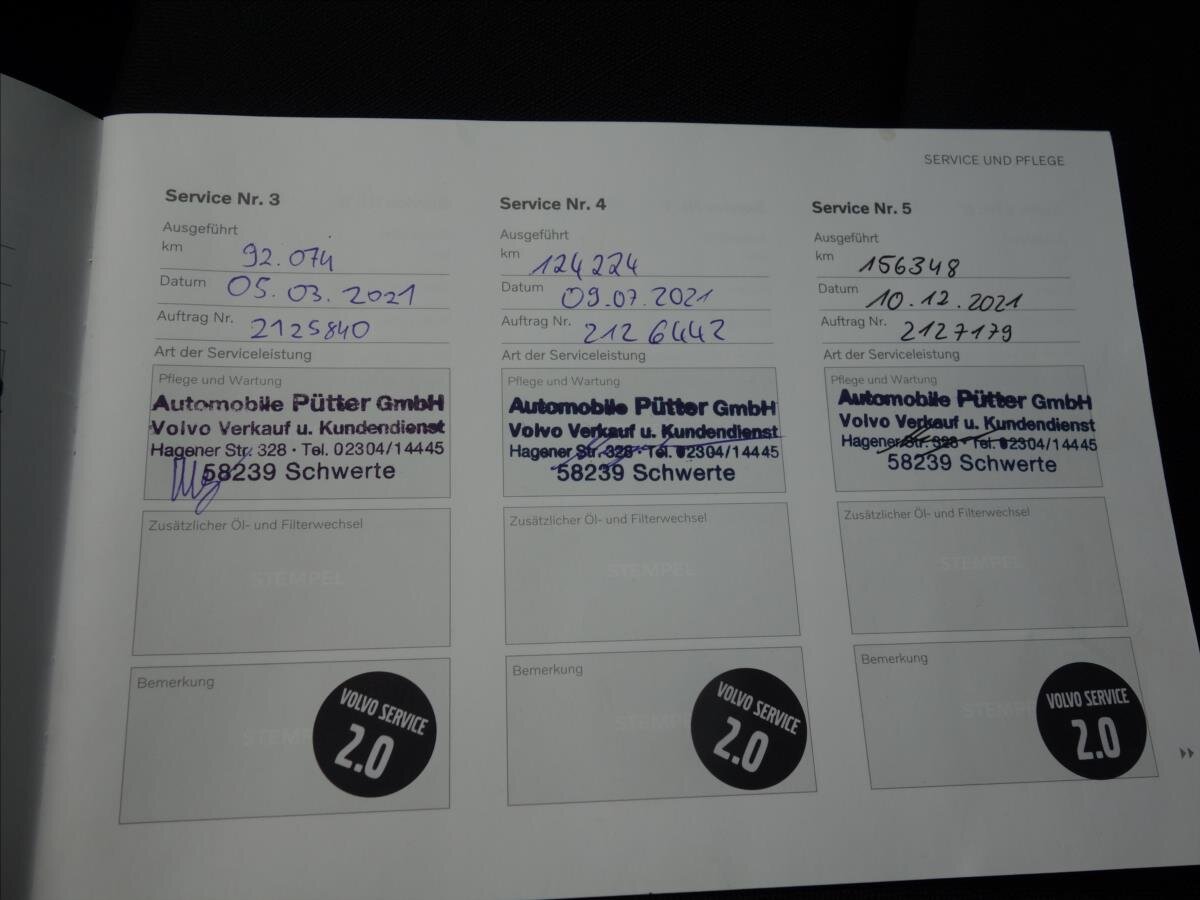 SERVICE UND PFLEGE
Service Nr. 3
Ausgeführt
km 92.074
Datum 05.03.2021
Auftrag Nr. 2125840
Art der Serviceleistung
Pflege und Wartung
Automobile Pütter GmbH
Volvo Verkauf u. Kundendienst
Hagener Str. 328 · Tel. 02304/14445
58239 Schwerte
Zusätzlicher Öl- und Filterwechsel
STEMPEL
Bemerkung
STEMPEL
VOLVO SERVICE
2.0
Service Nr. 4
Ausgeführt
km 124224
Datum 09.07.2021
Auftrag Nr. 2126442
Art der Serviceleistung
Pflege und Wartung
Automobile Pütter GmbH
Volvo Verkauf u. Kundendienst
Hagener Str. 328 · Tel. 02304/14445
58239 Schwerte
Zusätzlicher Öl- und Filterwechsel
STEMPEL
Bemerkung
STEMPEL
VOLVO SERVICE
2.0
Service Nr. 5
Ausgeführt
km 156348
Datum 10.12.2021
Auftrag Nr. 2127179
Art der Serviceleistung
Pflege und Wartung
Automobile Pütter GmbH
Volvo Verkauf u. Kundendienst
Hagener Str. 328 · Tel. 02304/14445
58239 Schwerte
Zusätzlicher Öl- und Filterwechsel
STEMPEL
Bemerkung
STEMPEL
VOLVO SERVICE
2.0